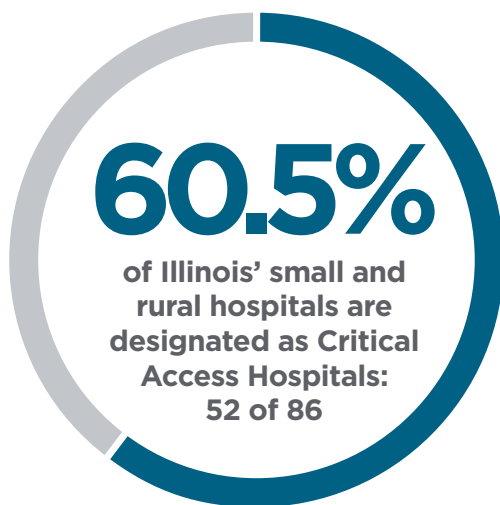 60.5%
of Illinois’ small and
rural hospitals are
designated as Critical
Access Hospitals:
52 of 86